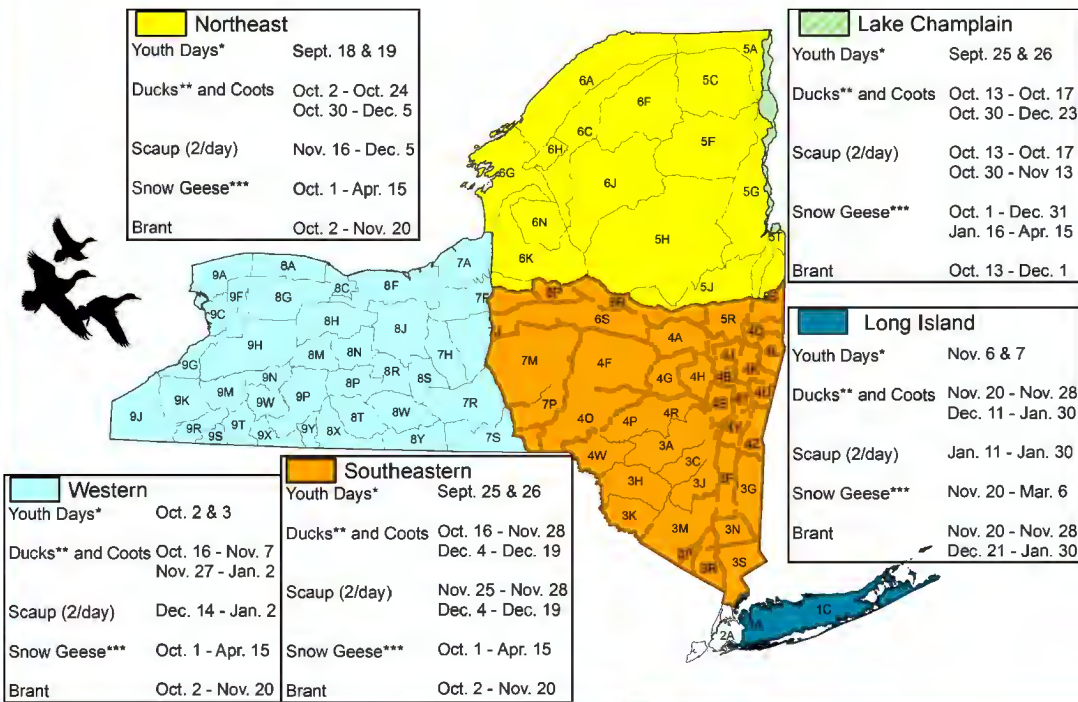 Northeast
Youth Days* Sept. 18 & 19
Ducks** and Coots Oct. 2 - Oct. 24
Oct. 30 - Dec. 5
Scaup (2/day) Nov. 16 - Dec. 5
Snow Geese*** Oct. 1 - Apr. 15
Brant Oct. 2 - Nov. 20
Lake Champlain
Youth Days* Sept. 25 & 26
Ducks** and Coots Oct. 13 - Oct. 17
Oct. 30 - Dec. 23
Scaup (2/day) Oct. 13 - Oct. 17
Oct. 30 - Nov 13
Snow Geese*** Oct. 1 - Dec. 31
Jan. 16 - Apr. 15
Brant Oct. 13 - Dec. 1
Long Island
Youth Days* Nov. 6 & 7
Ducks** and Coots Nov. 20 - Nov. 28
Dec. 11 - Jan. 30
Scaup (2/day) Jan. 11 - Jan. 30
Snow Geese*** Nov. 20 - Mar. 6
Brant Nov. 20 - Nov. 28
Dec. 21 - Jan. 30
Western
Youth Days* Oct. 2 & 3
Ducks** and Coots Oct. 16 - Nov. 7
Nov. 27 - Jan. 2
Scaup (2/day) Dec. 14 - Jan. 2
Snow Geese*** Oct. 1 - Apr. 15
Brant Oct. 2 - Nov. 20
Southeastern
Youth Days* Sept. 25 & 26
Ducks** and Coots Oct. 16 - Nov. 28
Dec. 4 - Dec. 19
Scaup (2/day) Nov. 25 - Nov. 28
Dec. 4 - Dec. 19
Snow Geese*** Oct. 1 - Apr. 15
Brant Oct. 2 - Nov. 20
5A
6A
5C
6F
6C
6H
5F
6G
6J
5G
6N
5H
6K
5J
9A
8A
7A
9F
8G
8C
8F
9C
8H
8J
9H
8M
8N
7H
9G
9N
8R
8S
9K
9M
9W
9P
8P
7R
9J
9R
9S
9T
9X
9Y
8X
8T
8W
8Y
7S
6S
5R
4A
7M
4F
4G
4H
7P
4O
4P
4R
3A
4W
3C
3H
3J
3G
3K
3M
3N
3S
2A
1C